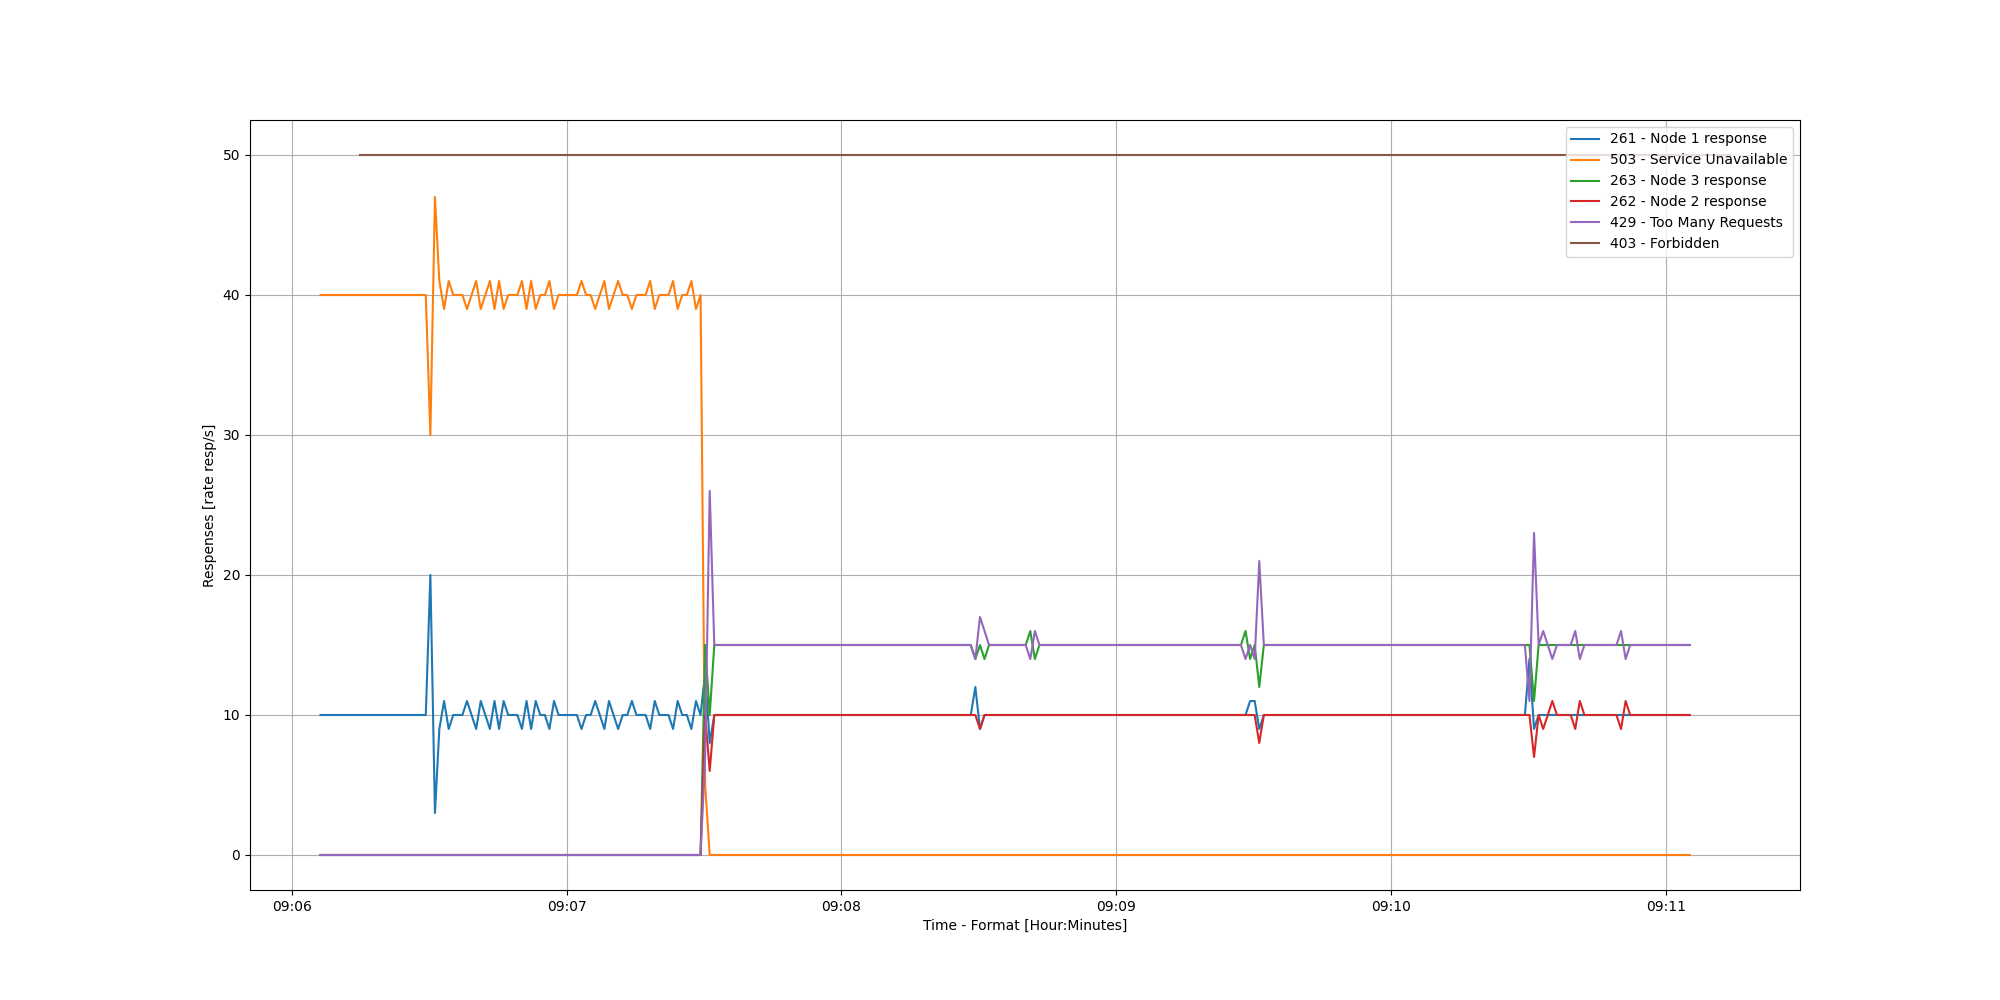 261 - Node 1 response
503 - Service Unavailable
263 - Node 3 response
262 - Node 2 response
429 - Too Many Requests
403 - Forbidden
50
40
30
20
10
0
Respenses [rate resp/s]
09:06
09:07
09:08
09:09
09:10
09:11
Time - Format [Hour:Minutes]